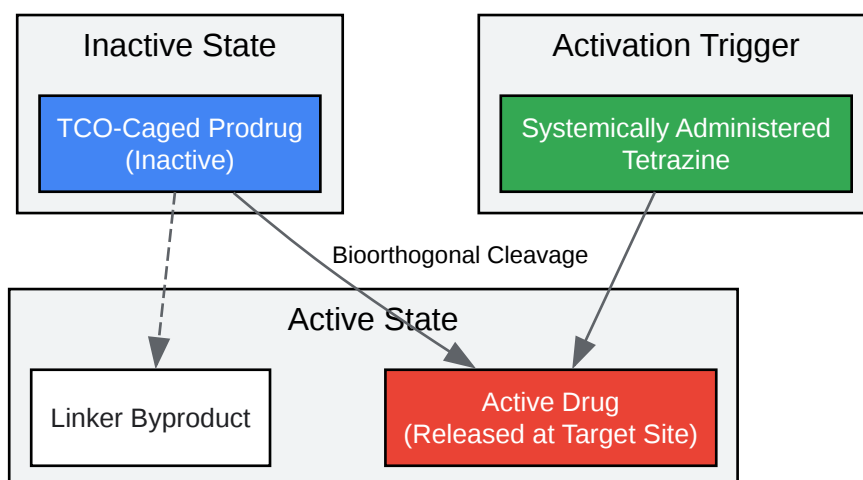 Inactive State
TCO-Caged Prodrug
(Inactive)
Activation Trigger
Systemically Administered
Tetrazine
Bioorthogonal Cleavage
Active State
Linker Byproduct
Active Drug
(Released at Target Site)